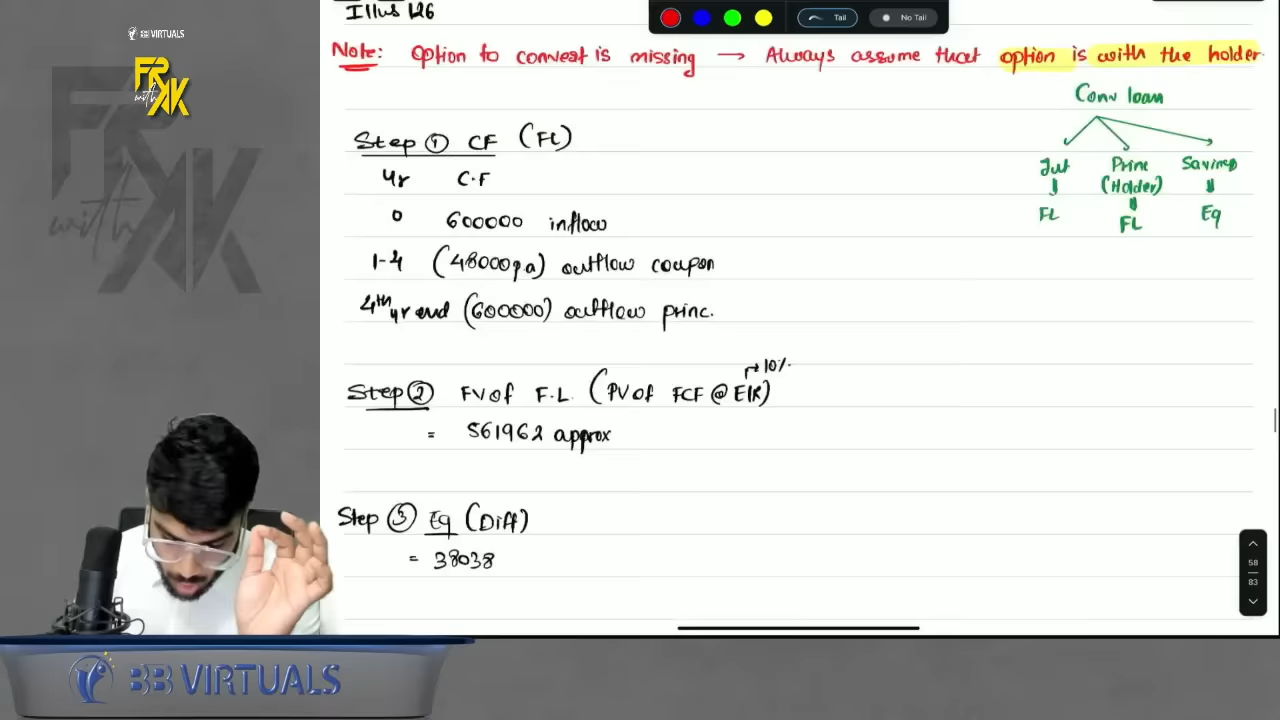 Illus 126
Tail
No Tail
BB VIRTUALS
FR
with
AK
Note: Option to convert is missing → Always assume that option is with the holder.
Conv loan
Step ① CF (FL)
Int
Princ
(Holder)
Savings
FL
FL
Eq
Yr C.F
0 600000 inflow
1-4 (48000 p.a) outflow coupon
4th yr end (600000) outflow princ.
Step ② FV of F.L. (PV of FCF @ EIR) → 10%
= 561962 approx
Step ③ Eq (Diff)
= 38038
58
83
BB VIRTUALS